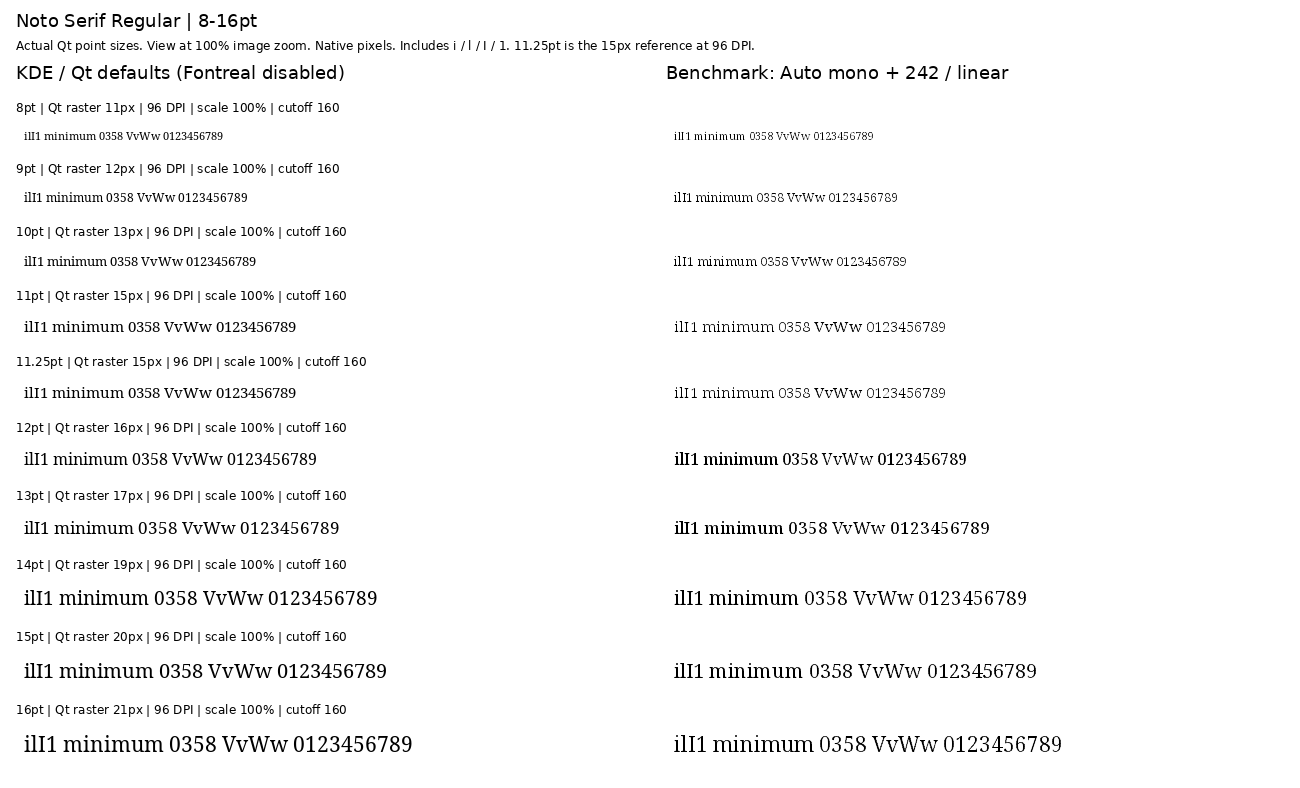 Noto Serif Regular | 8-16pt
Actual Qt point sizes. View at 100% image zoom. Native pixels. Includes i / l / I / 1. 11.25pt is the 15px reference at 96 DPI.
KDE / Qt defaults (Fontreal disabled)
Benchmark: Auto mono + 242 / linear
8pt | Qt raster 11px | 96 DPI | scale 100% | cutoff 160
ilI1 minimum 0358 VvWw 0123456789
ilI1 minimum 0358 VvWw 0123456789
9pt | Qt raster 12px | 96 DPI | scale 100% | cutoff 160
ilI1 minimum 0358 VvWw 0123456789
ilI1 minimum 0358 VvWw 0123456789
10pt | Qt raster 13px | 96 DPI | scale 100% | cutoff 160
ilI1 minimum 0358 VvWw 0123456789
ilI1 minimum 0358 VvWw 0123456789
11pt | Qt raster 15px | 96 DPI | scale 100% | cutoff 160
ilI1 minimum 0358 VvWw 0123456789
ilI1 minimum 0358 VvWw 0123456789
11.25pt | Qt raster 15px | 96 DPI | scale 100% | cutoff 160
ilI1 minimum 0358 VvWw 0123456789
ilI1 minimum 0358 VvWw 0123456789
12pt | Qt raster 16px | 96 DPI | scale 100% | cutoff 160
ilI1 minimum 0358 VvWw 0123456789
ilI1 minimum 0358 VvWw 0123456789
13pt | Qt raster 17px | 96 DPI | scale 100% | cutoff 160
ilI1 minimum 0358 VvWw 0123456789
ilI1 minimum 0358 VvWw 0123456789
14pt | Qt raster 19px | 96 DPI | scale 100% | cutoff 160
ilI1 minimum 0358 VvWw 0123456789
ilI1 minimum 0358 VvWw 0123456789
15pt | Qt raster 20px | 96 DPI | scale 100% | cutoff 160
ilI1 minimum 0358 VvWw 0123456789
ilI1 minimum 0358 VvWw 0123456789
16pt | Qt raster 21px | 96 DPI | scale 100% | cutoff 160
ilI1 minimum 0358 VvWw 0123456789
ilI1 minimum 0358 VvWw 0123456789